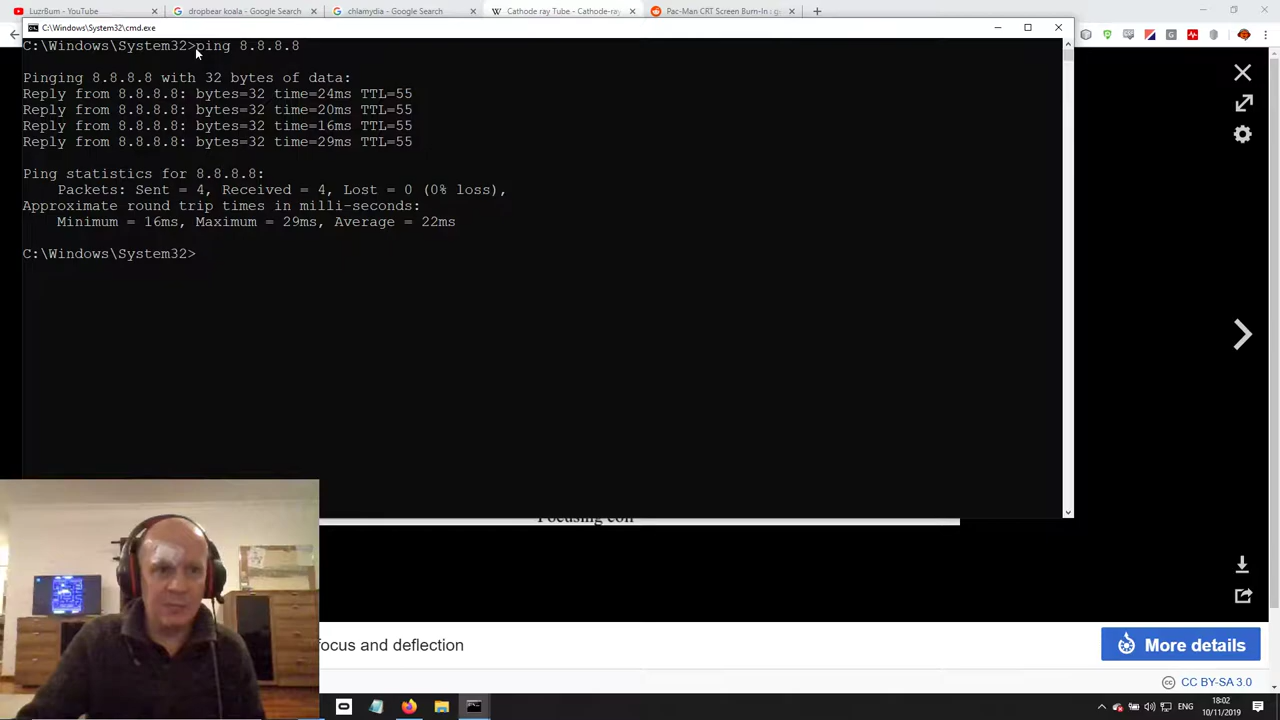 LuzrBum - YouTube
dropbear koala - Google Search
chlamydia - Google Search
Cathode ray Tube - Cathode-ray
Pac-Man CRT Screen Burn-In : g
C:\Windows\System32\cmd.exe
C:\Windows\System32>ping 8.8.8.8
Pinging 8.8.8.8 with 32 bytes of data:
Reply from 8.8.8.8: bytes=32 time=24ms TTL=55
Reply from 8.8.8.8: bytes=32 time=20ms TTL=55
Reply from 8.8.8.8: bytes=32 time=16ms TTL=55
Reply from 8.8.8.8: bytes=32 time=29ms TTL=55
Ping statistics for 8.8.8.8:
Packets: Sent = 4, Received = 4, Lost = 0 (0% loss),
Approximate round trip times in milli-seconds:
Minimum = 16ms, Maximum = 29ms, Average = 22ms
C:\Windows\System32>
Focusing coil
focus and deflection
More details
CC BY-SA 3.0
ENG
18:02
10/11/2019